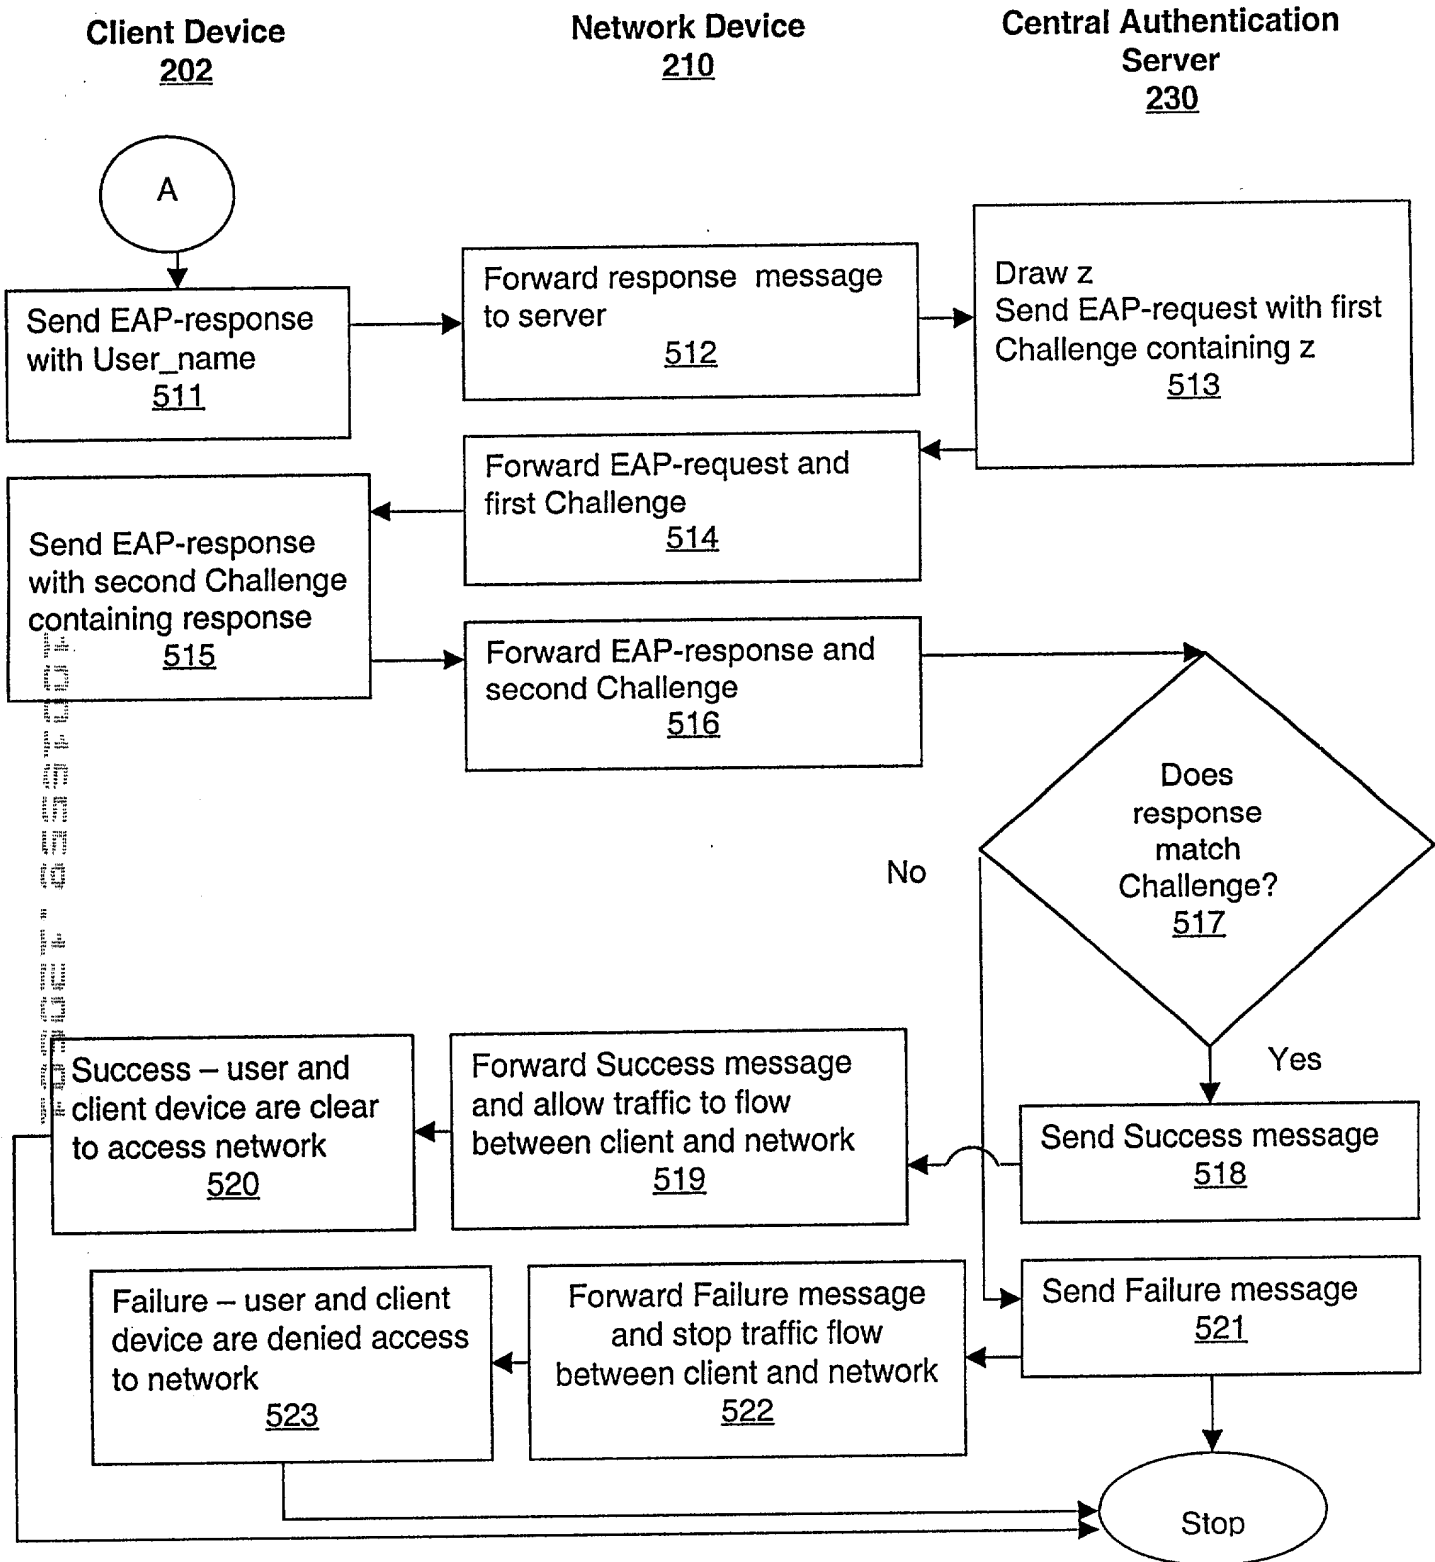 Client Device
202
Network Device
210
Central Authentication
Server
230
A
Send EAP-response
with User_name
511
Forward response message
to server
512
Draw z
Send EAP-request with first
Challenge containing z
513
Forward EAP-request and
first Challenge
514
Send EAP-response
with second Challenge
containing response
515
Forward EAP-response and
second Challenge
516
Does
response
match
Challenge?
517
No
Yes
Send Success message
518
Forward Success message
and allow traffic to flow
between client and network
519
Success – user and
client device are clear
to access network
520
Send Failure message
521
Forward Failure message
and stop traffic flow
between client and network
522
Failure – user and client
device are denied access
to network
523
Stop